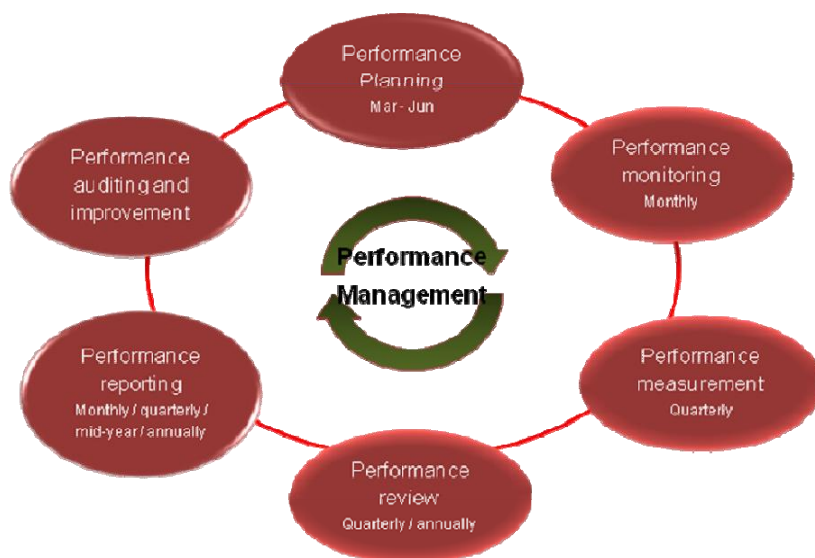 Performance
Planning
Mar - Jun
Performance
monitoring
Monthly
Performance
measurement
Quarterly
Performance
review
Quarterly / annually
Performance
reporting
Monthly / quarterly /
mid-year / annually
Performance
auditing and
improvement
Performance
Management